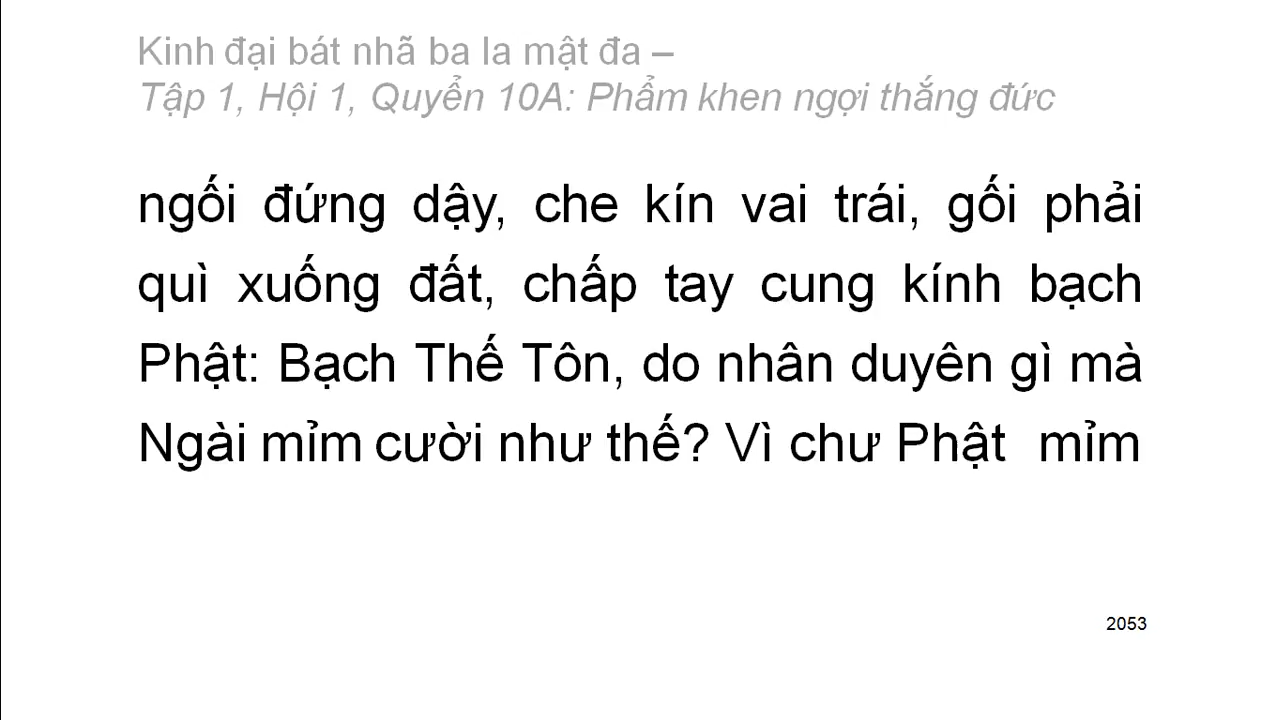 Kinh đại bát nhã ba la mật đa –
Tập 1, Hội 1, Quyển 10A: Phẩm khen ngợi thắng đức
ngối đứng dậy, che kín vai trái, gối phải
quì xuống đất, chấp tay cung kính bạch
Phật: Bạch Thế Tôn, do nhân duyên gì mà
Ngài mỉm cười như thế? Vì chư Phật mỉm
2053